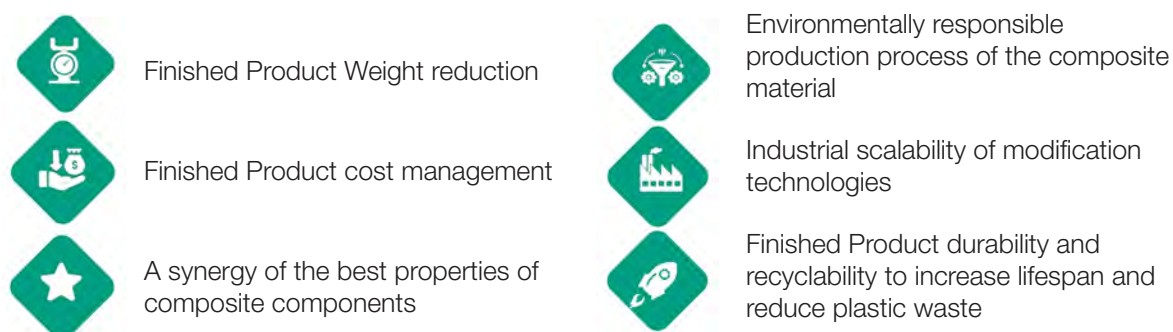 Finished Product Weight reduction
Finished Product cost management
A synergy of the best properties of
composite components
Environmentally responsible
production process of the composite
material
Industrial scalability of modification
technologies
Finished Product durability and
recyclability to increase lifespan and
reduce plastic waste